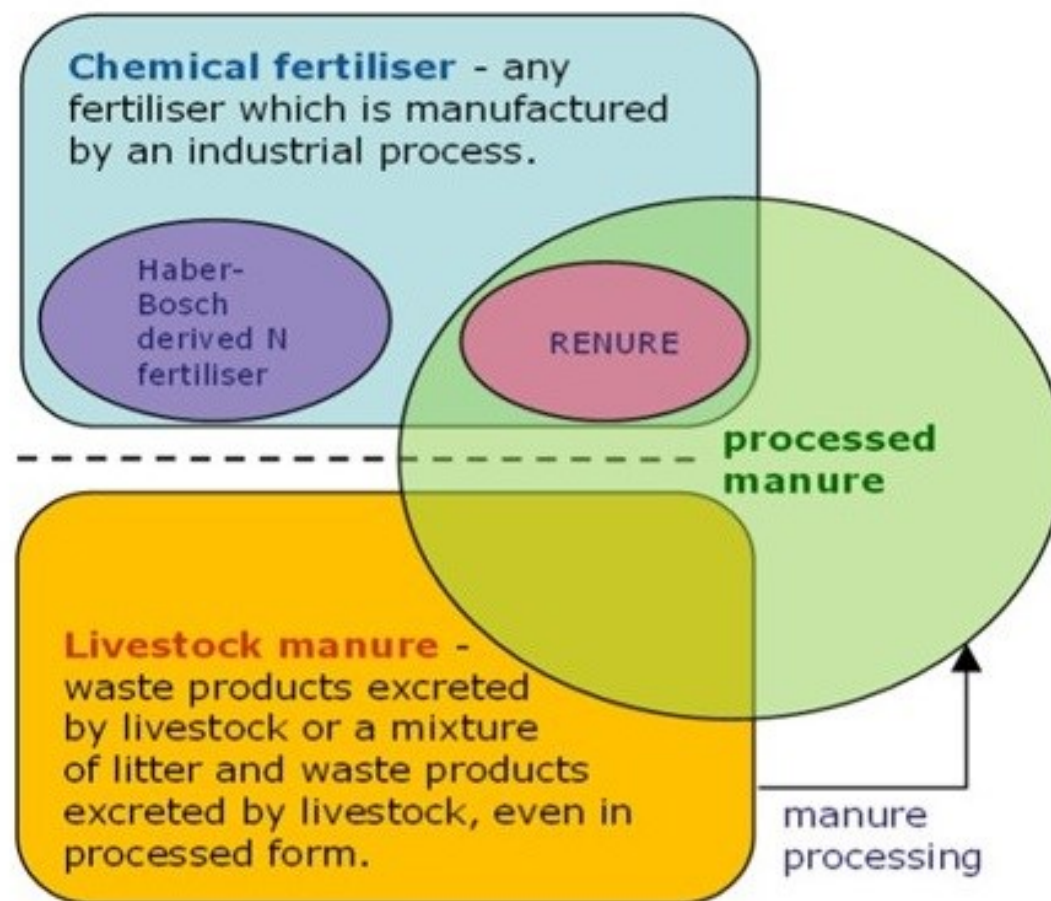 Chemical fertiliser - any
fertiliser which is manufactured
by an industrial process.
Haber-
Bosch
derived N
fertiliser
RENURE
processed
manure
Livestock manure -
waste products excreted
by livestock or a mixture
of litter and waste products
excreted by livestock, even in
processed form.
manure
processing